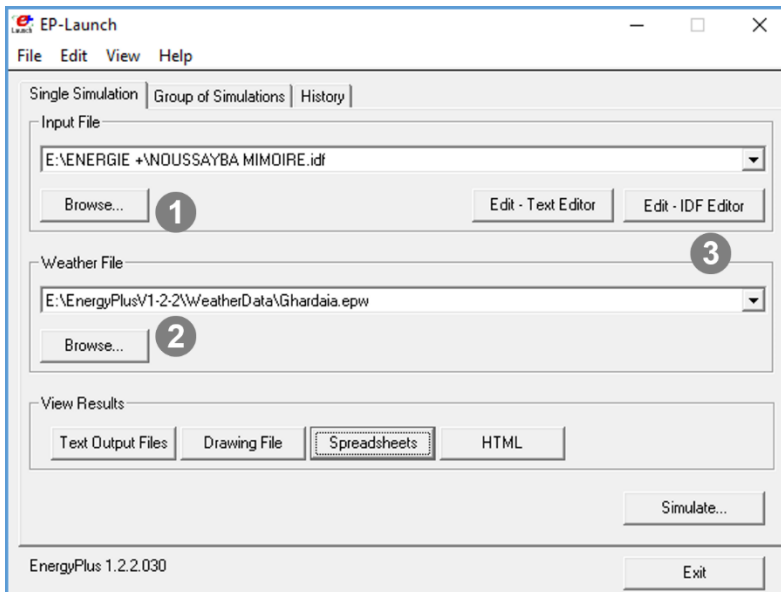 EP-Launch
File Edit View Help
Single Simulation Group of Simulations History
Input File
E:\ENERGIE +\NOUSSAYBA MIMOIRE.idf
Browse... 1 Edit - Text Editor Edit - IDF Editor
3
Weather File
E:\EnergyPlusV1-2-2\WeatherData\Ghardaia.epw
Browse... 2
View Results
Text Output Files Drawing File Spreadsheets HTML
Simulate...
EnergyPlus 1.2.2.030 Exit